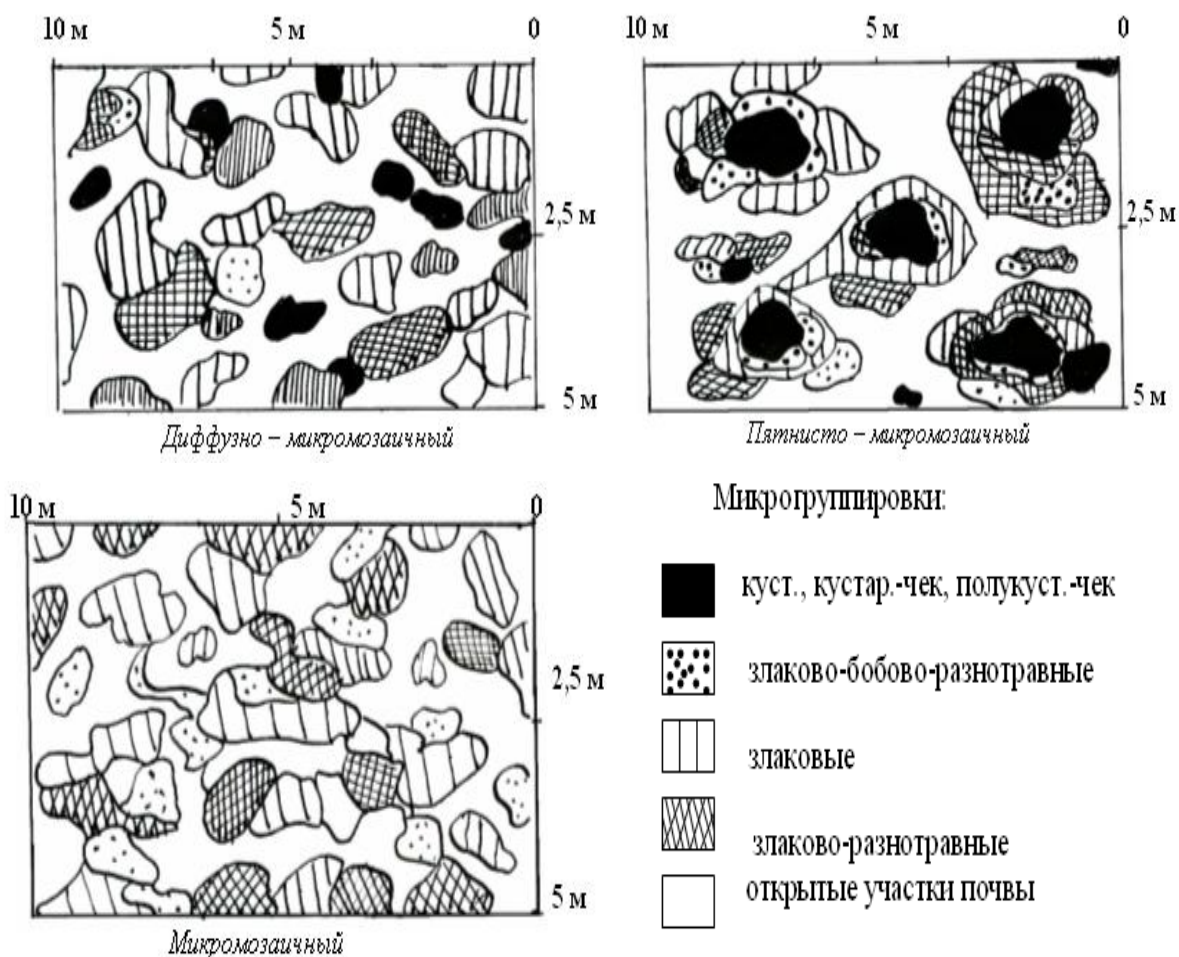 10 м 5 м 0
2,5 м
5 м
Диффузно – микромозаичный
10 м 5 м 0
2,5 м
5 м
Пятнисто – микромозаичный
10 м 5 м 0
2,5 м
5 м
Микромозаичный
Микрогруппировки:
куст., кустар.-чек, полукуст.-чек
злаково-бобово-разнотравные
злаковые
злаково-разнотравные
открытые участки почвы